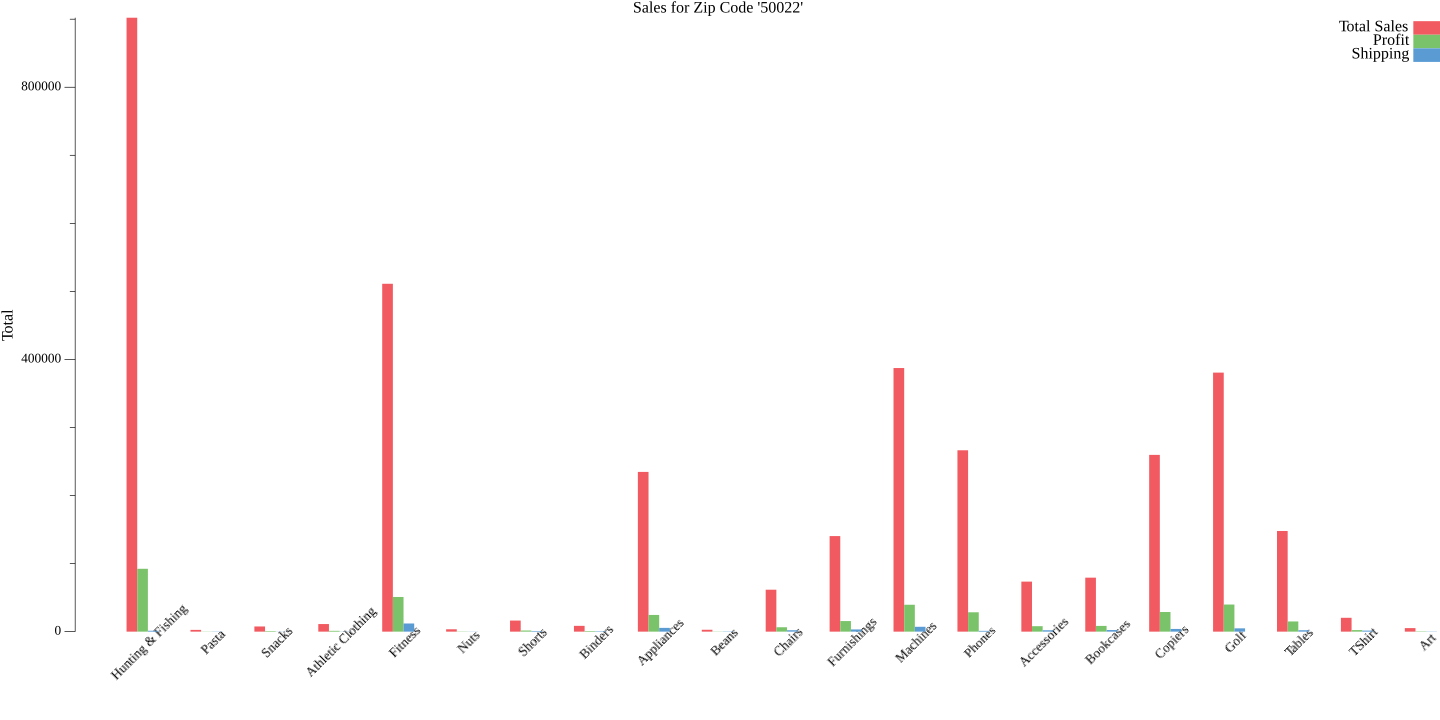 Sales for Zip Code '50022'
Total Sales
Profit
Shipping
800000
400000
0
Total
Hunting & Fishing
Pasta
Snacks
Athletic Clothing
Fitness
Nuts
Shorts
Binders
Appliances
Beans
Chairs
Furnishings
Machines
Phones
Accessories
Bookcases
Copiers
Golf
Tables
TShirt
Art